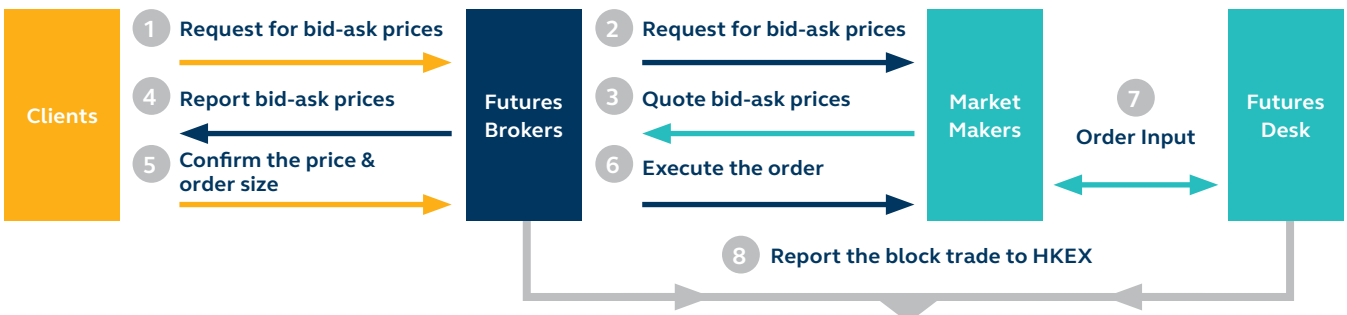 Clients
1 Request for bid-ask prices
4 Report bid-ask prices
5 Confirm the price &
order size
Futures
Brokers
2 Request for bid-ask prices
3 Quote bid-ask prices
6 Execute the order
Market
Makers
7
Order Input
Futures
Desk
8 Report the block trade to HKEX